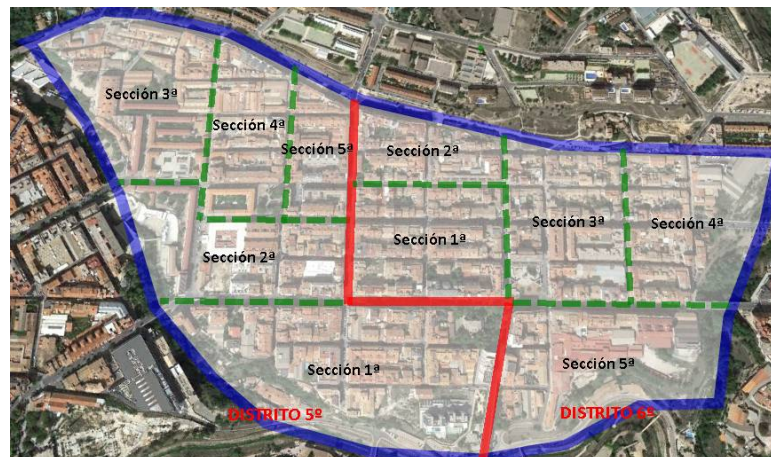 Sección 3ª
Sección 4ª
Sección 5ª
Sección 2ª
Sección 2ª
Sección 1ª
Sección 3ª
Sección 4ª
Sección 1ª
Sección 5ª
DISTRITO 5º
DISTRITO 6º